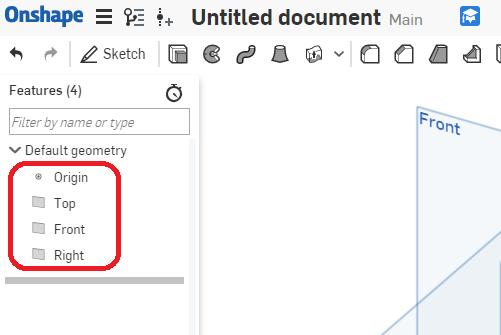 Onshape Untitled document Main
Sketch
Features (4)
Filter by name or type
Default geometry
Origin
Top
Front
Right
Front